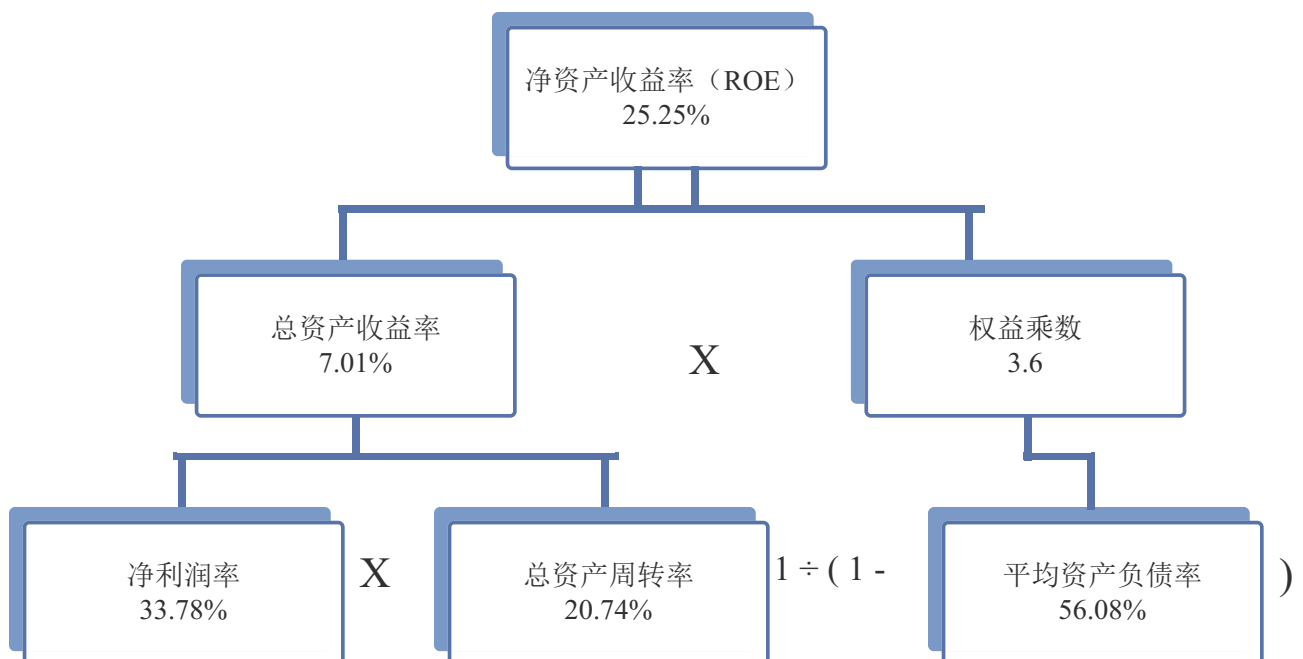 净资产收益率（ROE）
25.25%
总资产收益率
7.01%
X
权益乘数
3.6
净利润率
33.78%
X
总资产周转率
20.74%
1 ÷ ( 1 -
平均资产负债率
56.08%
)